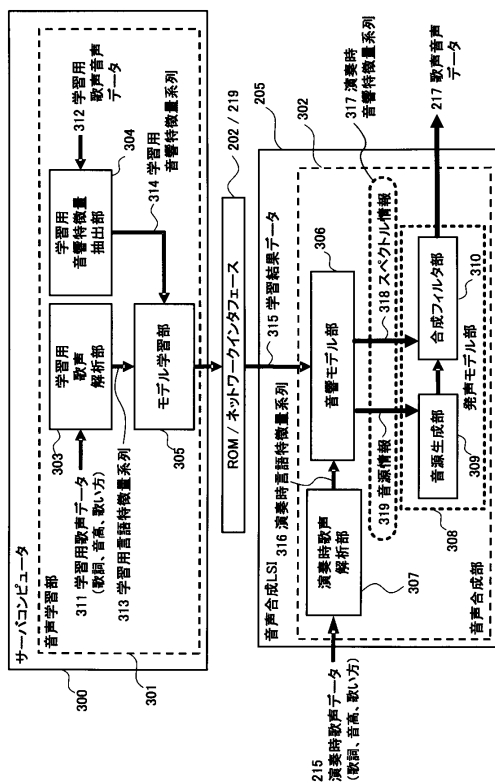 サーバコンピュータ
300
音声学習部
301
311 学習用歌声データ
(歌詞、音高、歌い方)
303
学習用
歌声
解析部
313 学習用言語特徴量系列
312 学習用
歌声音声
データ
304
学習用
音響特徴量
抽出部
314 学習用
音響特徴量系列
モデル学習部
305
ROM / ネットワークインタフェース
202 / 219
315 学習結果データ
音声合成LSI
205
音声合成部
302
215
演奏時歌声データ
(歌詞、音高、歌い方)
演奏時歌声
解析部
307
316 演奏時言語特徴量系列
音響モデル部
306
317 演奏時
音響特徴量系列
319 音源情報
318 スペクトル情報
308
音源生成部
309
合成フィルタ部
310
発声モデル部
217 歌声音声
データ